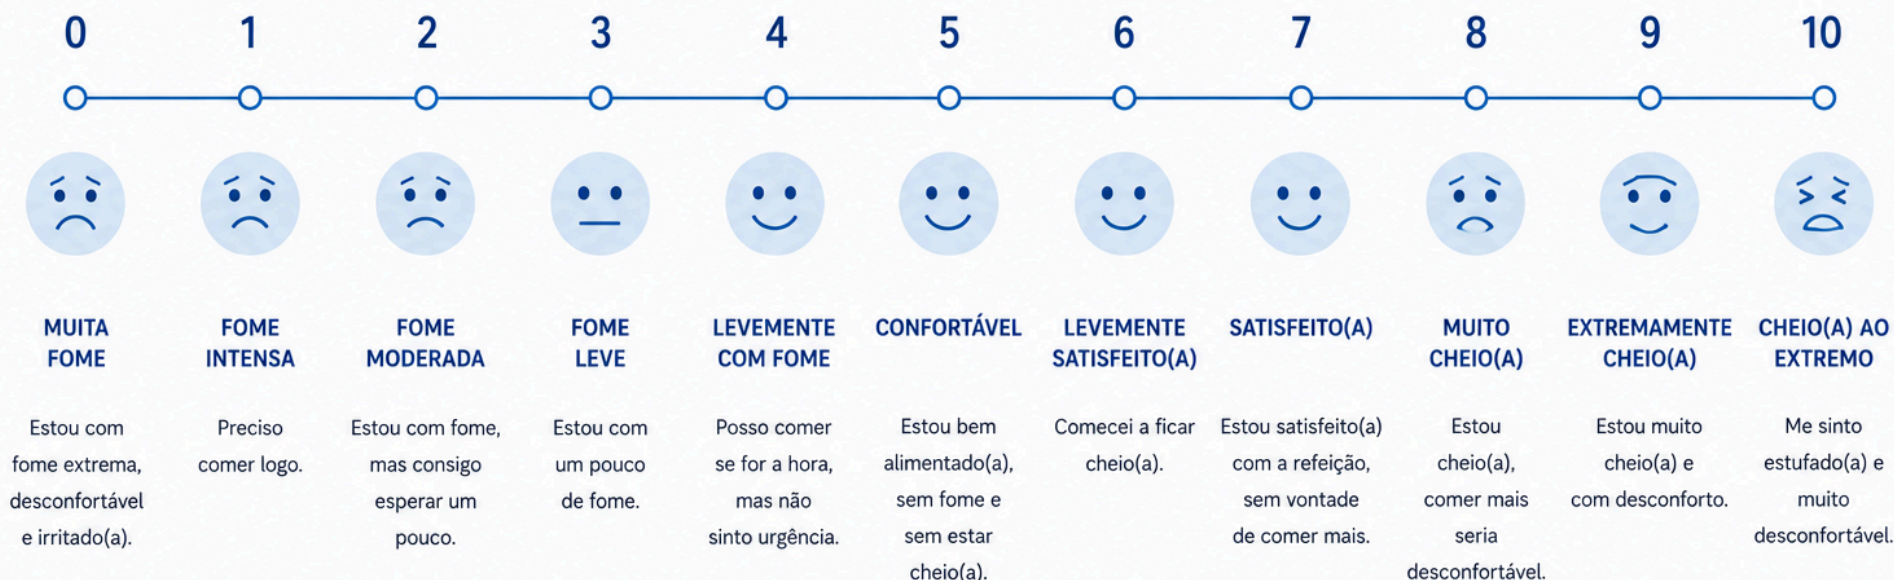 0 1 2 3 4 5 6 7 8 9 10
MUITA
FOME
Estou com
fome extrema,
desconfortável
e irritado(a).
FOME
INTENSA
Preciso
comer logo.
FOME
MODERADA
Estou com fome,
mas consigo
esperar um
pouco.
FOME
LEVE
Estou com
um pouco
de fome.
LEVEMENTE
COM FOME
Posso comer
se for a hora,
mas não
sinto urgência.
CONFORTÁVEL
Estou bem
alimentado(a),
sem fome e
sem estar
cheio(a).
LEVEMENTE
SATISFEITO(A)
Comecei a ficar
cheio(a).
SATISFEITO(A)
Estou satisfeito(a)
com a refeição,
sem vontade
de comer mais.
MUITO
CHEIO(A)
Estou
cheio(a),
comer mais
seria
desconfortável.
EXTREMAMENTE
CHEIO(A)
Estou muito
cheio(a) e
com desconforto.
CHEIO(A) AO
EXTREMO
Me sinto
estufado(a) e
muito
desconfortável.